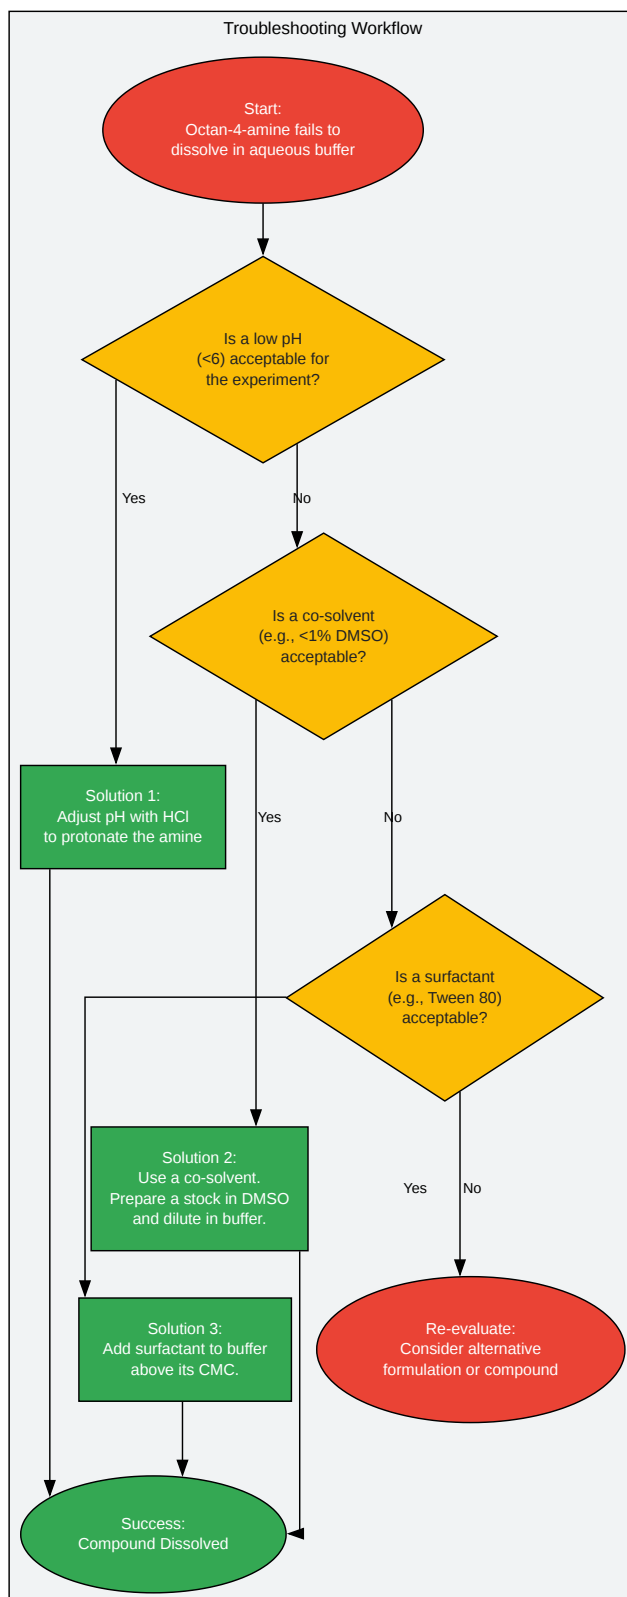 Troubleshooting Workflow
Start:
Octan-4-amine fails to
dissolve in aqueous buffer
Is a low pH
(<6) acceptable for
the experiment?
Yes
No
Is a co-solvent
(e.g., <1% DMSO)
acceptable?
Solution 1:
Adjust pH with HCl
to protonate the amine
Yes
No
Is a surfactant
(e.g., Tween 80)
acceptable?
Solution 2:
Use a co-solvent.
Prepare a stock in DMSO
and dilute in buffer.
Yes
No
Solution 3:
Add surfactant to buffer
above its CMC.
Re-evaluate:
Consider alternative
formulation or compound
Success:
Compound Dissolved